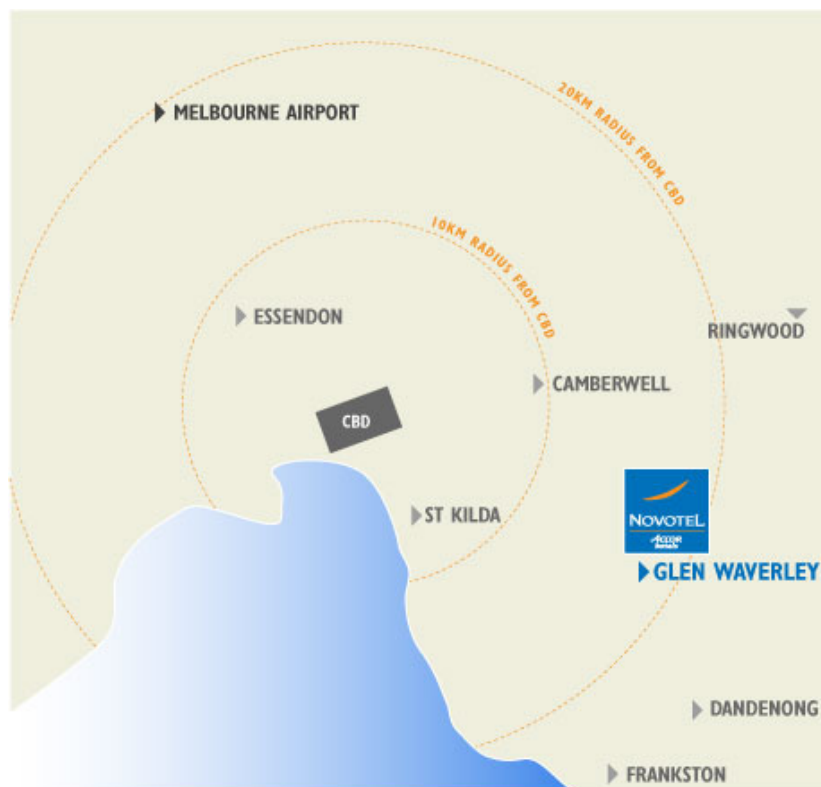 MELBOURNE AIRPORT
20KM RADIUS FROM CBD
10KM RADIUS FROM CBD
ESSENDON
RINGWOOD
CAMBERWELL
CBD
ST KILDA
NOVOTEL
ACCOR
hotels
GLEN WAVERLEY
DANDENONG
FRANKSTON